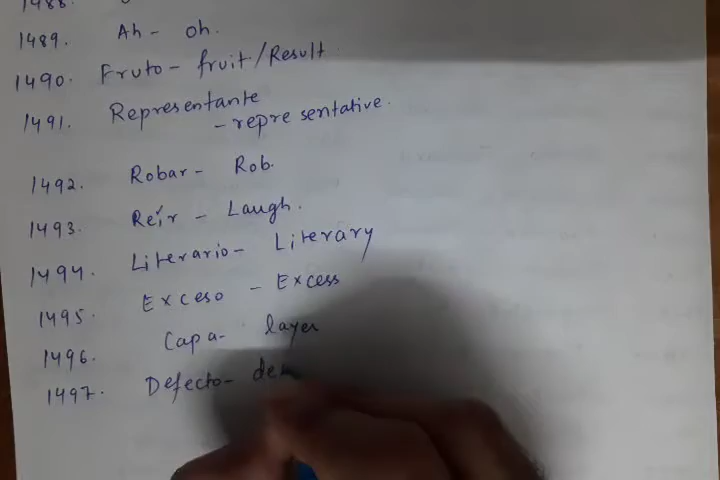 1488.
1489. Ah - oh.
1490. Fruto - fruit/Result
1491. Representante
- representative.
1492. Robar - Rob.
1493. Reír - Laugh.
1494. Literario - Literary
1495. Exceso - Excess
1496. Capa - layer
1497. Defecto -